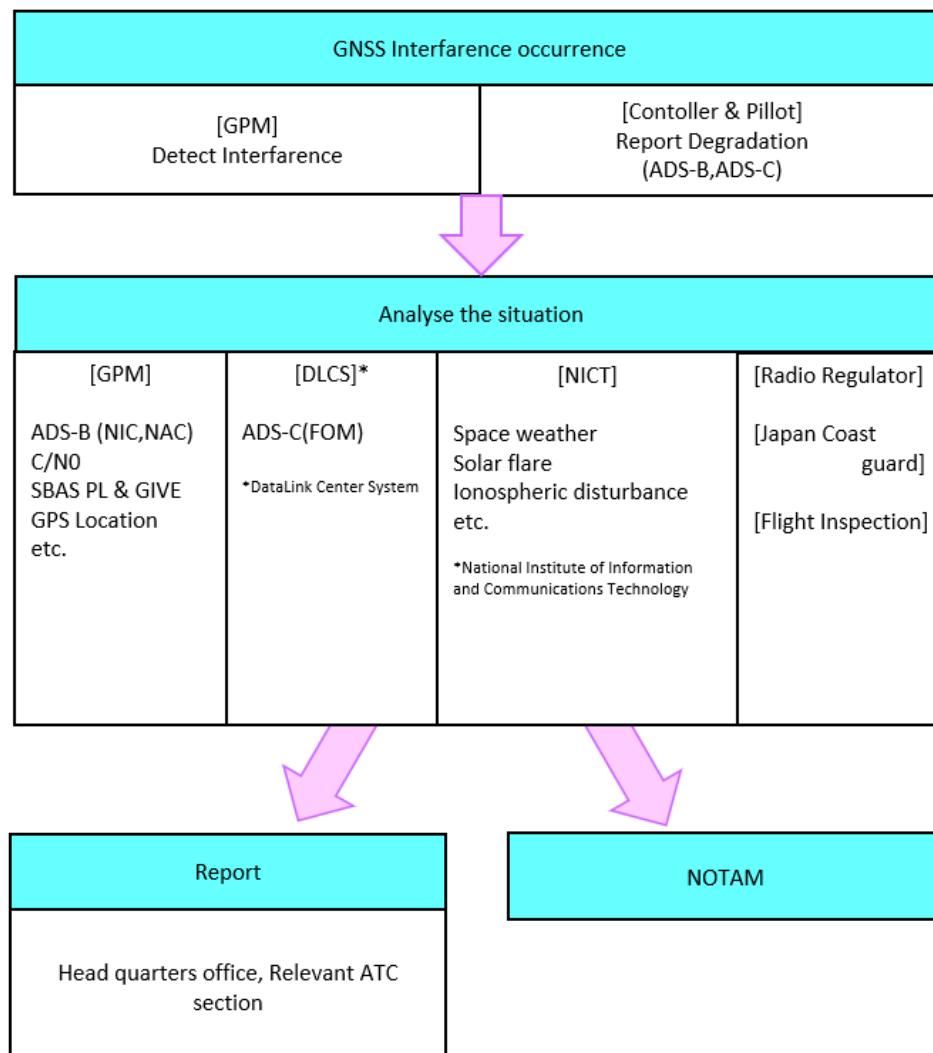 GNSS Interfarence occurrence
[GPM]
Detect Interfarence
[Contoller & Pillot]
Report Degradation
(ADS-B,ADS-C)
Analyse the situation
[GPM]
ADS-B (NIC,NAC)
C/N0
SBAS PL & GIVE
GPS Location
etc.
[DLCS]*
ADS-C(FOM)
*DataLink Center System
[NICT]
Space weather
Solar flare
Ionospheric disturbance
etc.
*National Institute of Information
and Communications Technology
[Radio Regulator]
[Japan Coast
guard]
[Flight Inspection]
Report
Head quarters office, Relevant ATC
section
NOTAM